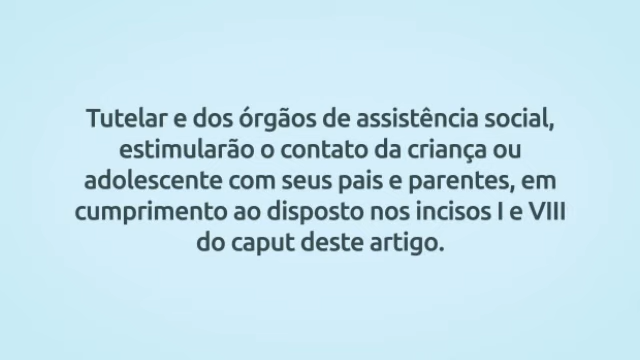 Tutelar e dos órgãos de assistência social,
estimularão o contato da criança ou
adolescente com seus pais e parentes, em
cumprimento ao disposto nos incisos I e VIII
do caput deste artigo.